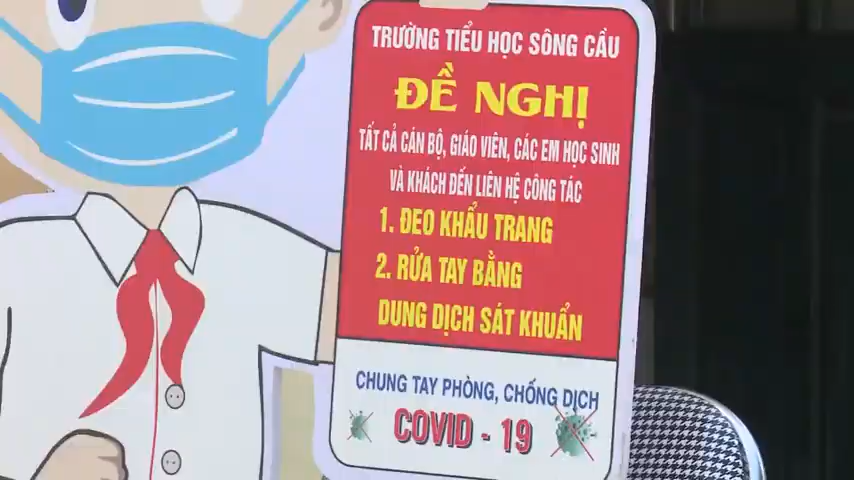 TRƯỜNG TIỂU HỌC SÔNG CẦU
ĐỀ NGHỊ
TẤT CẢ CÁN BỘ, GIÁO VIÊN, CÁC EM HỌC SINH
VÀ KHÁCH ĐẾN LIÊN HỆ CÔNG TÁC
1. ĐEO KHẨU TRANG
2. RỬA TAY BẰNG
DUNG DỊCH SÁT KHUẨN
CHUNG TAY PHÒNG, CHỐNG DỊCH
COVID - 19